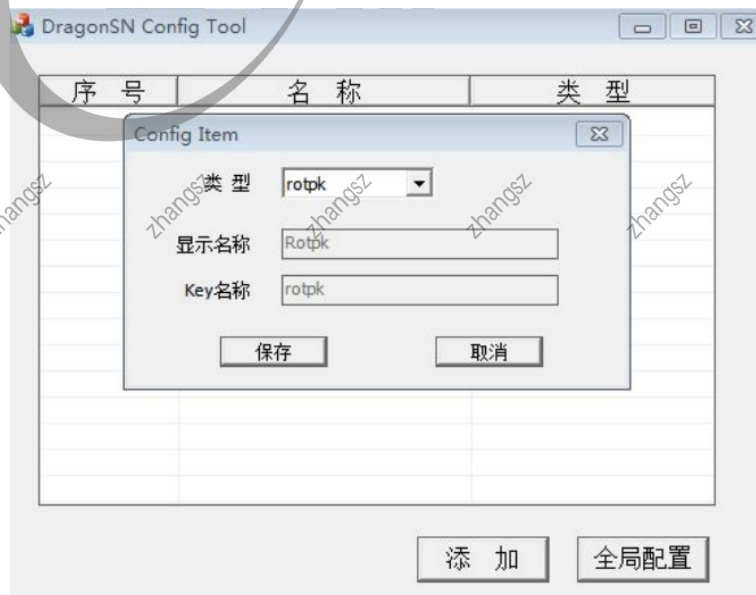 DragonSN Config Tool
序 号 名 称 类 型
Config Item
类 型 rotpk
显示名称 Rotpk
Key名称 rotpk
保存 取消
zhangsz zhangsz zhangsz zhangsz zhangsz
添 加 全局配置